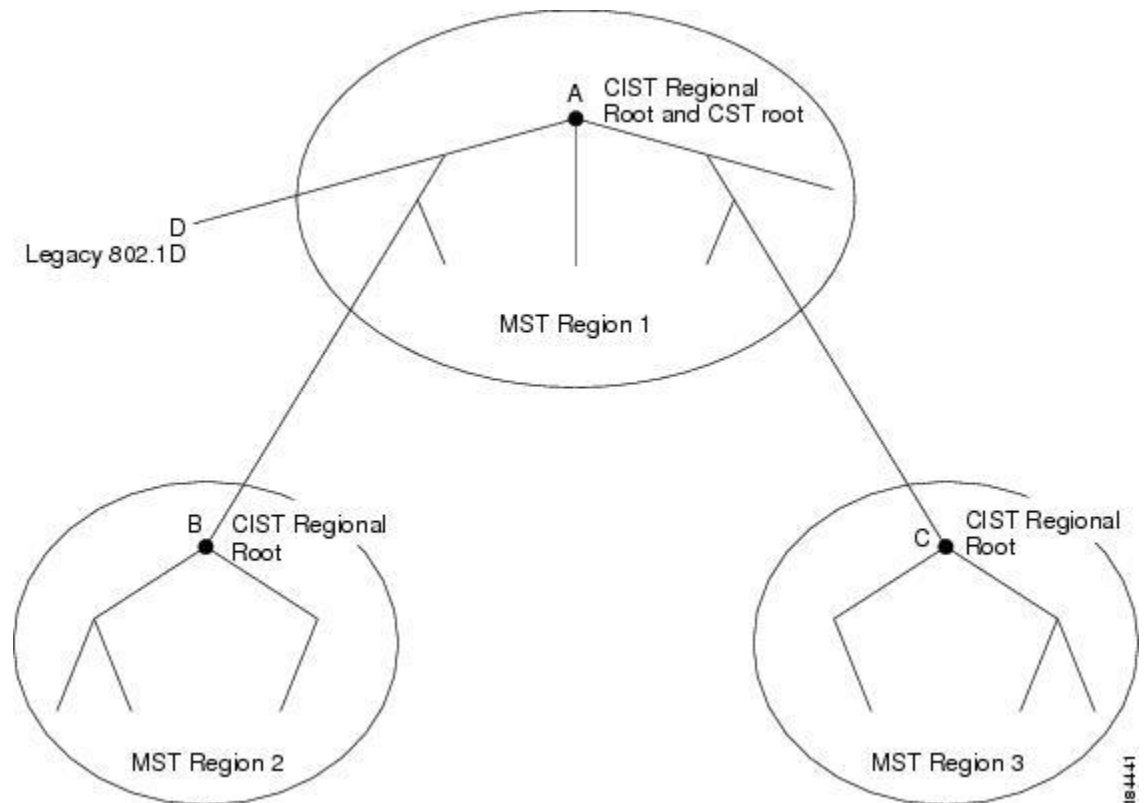 A
CIST Regional
Root and CST root
D
Legacy 802.1D
MST Region 1
B
CIST Regional
Root
C
CIST Regional
Root
MST Region 2
MST Region 3